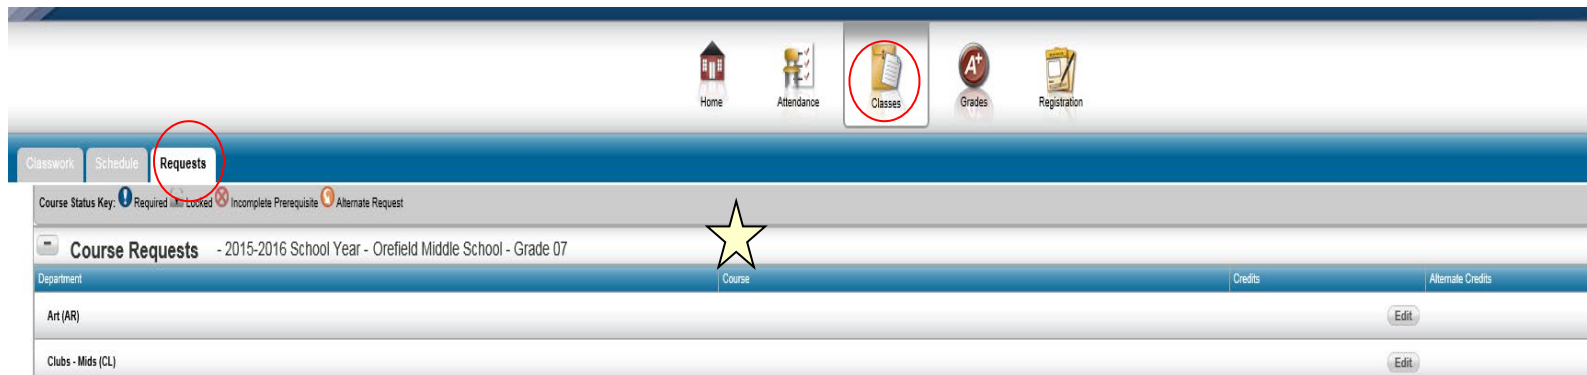 Home Attendance Classes Grades Registration
Classwork Schedule Requests
Course Status Key: Required Locked Incomplete Prerequisite Alternate Request
Course Requests - 2015-2016 School Year - Orefield Middle School - Grade 07
Department Course Credits Alternate Credits
Art (AR) Edit
Clubs - Mids (CL) Edit